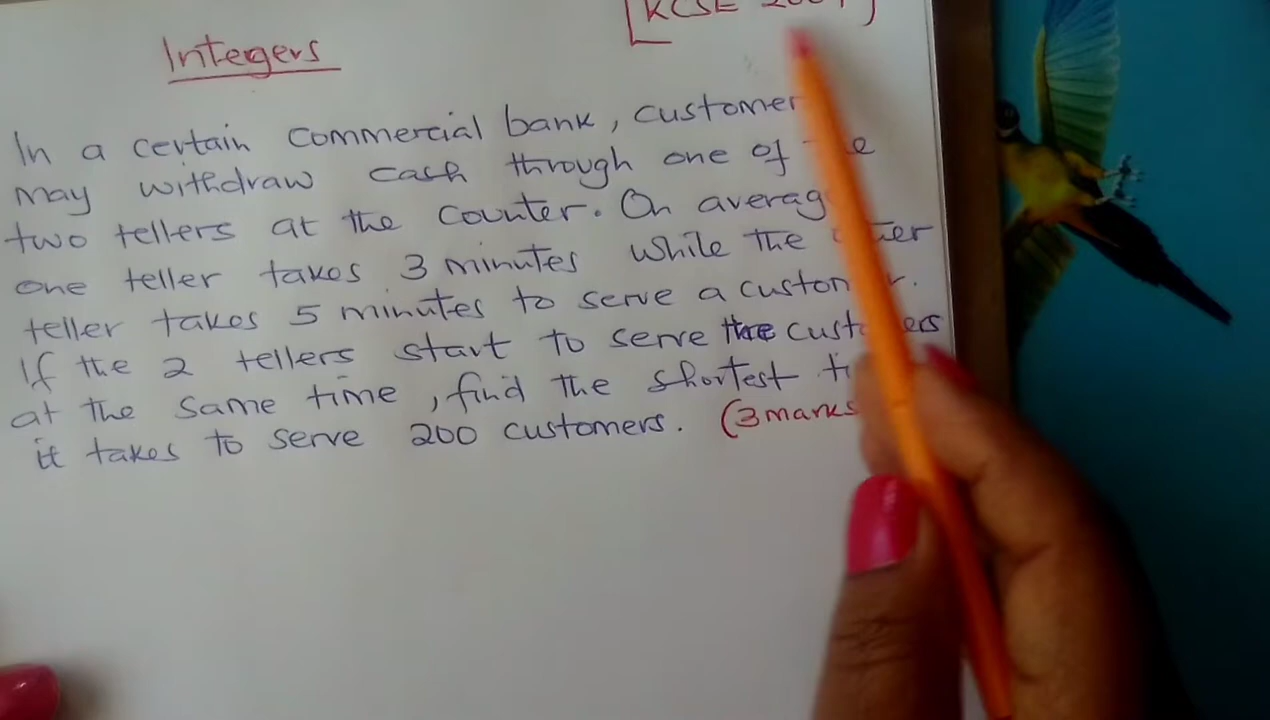 [KCSE
Integers
In a certain commercial bank, customer
may withdraw cash through one of
two tellers at the counter. On averag
one teller takes 3 minutes while the
teller takes 5 minutes to serve a custom
If the 2 tellers start to serve the customers
at the same time, find the shortest
it takes to serve 200 customers. (3marks